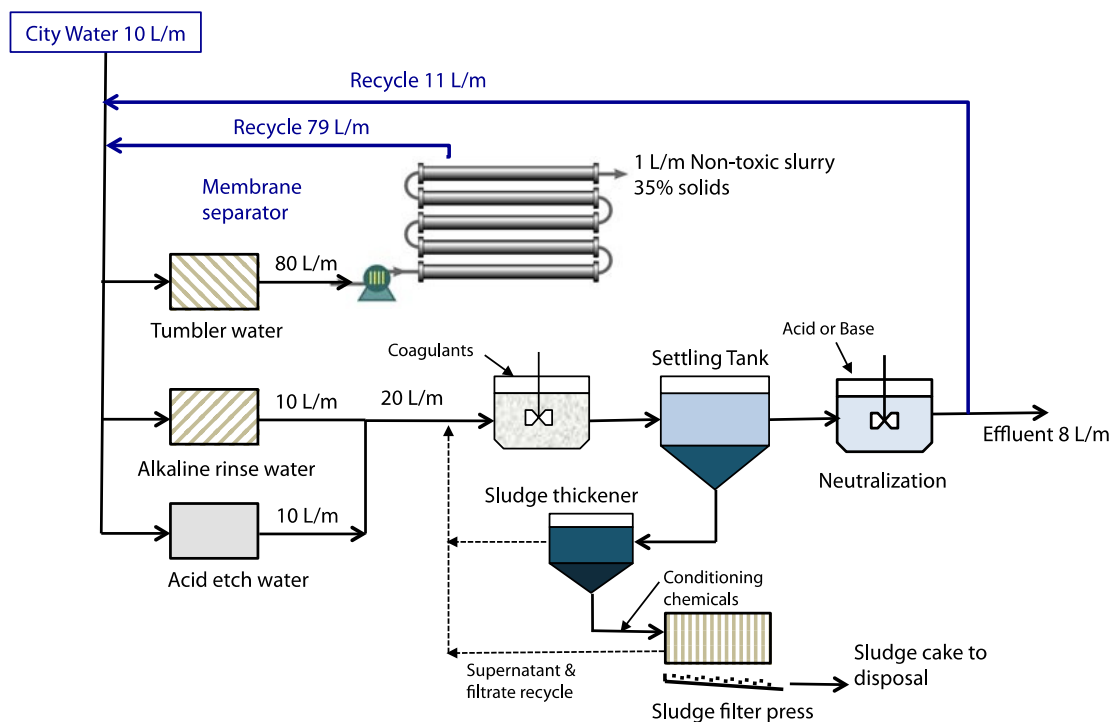 City Water 10 L/m
Recycle 11 L/m
Recycle 79 L/m
1 L/m Non-toxic slurry
35% solids
Membrane
separator
80 L/m
Tumbler water
Coagulants
Settling Tank
Acid or Base
10 L/m
20 L/m
Effluent 8 L/m
Alkaline rinse water
Neutralization
Sludge thickener
10 L/m
Acid etch water
Conditioning
chemicals
Supernatant &
filtrate recycle
Sludge cake to
disposal
Sludge filter press